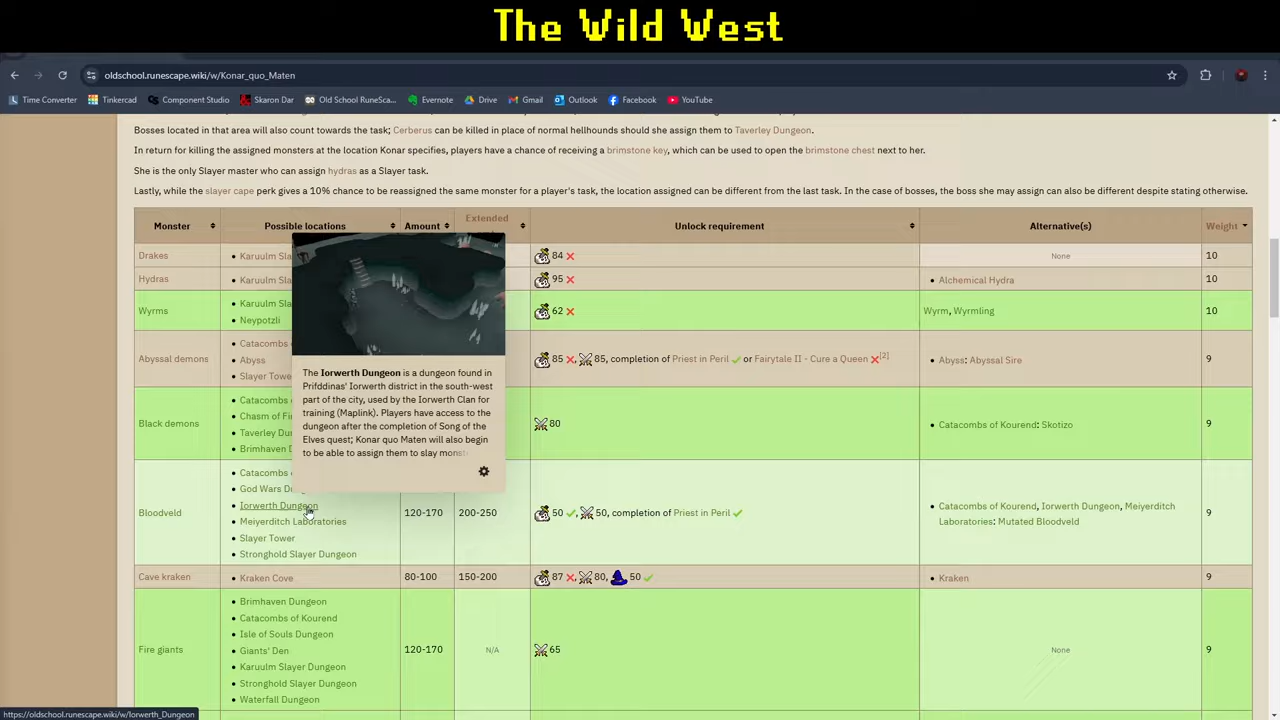 The Wild West
oldschool.runescape.wiki/w/Konar_quo_Maten
Time Converter
Tinkercad
Component Studio
Skaron Dar
Old School RuneSca...
Evernote
Drive
Gmail
Outlook
Facebook
YouTube
Bosses located in that area will also count towards the task; Cerberus can be killed in place of normal hellhounds should she assign them to Taverley Dungeon.
In return for killing the assigned monsters at the location Konar specifies, players have a chance of receiving a brimstone key, which can be used to open the brimstone chest next to her.
She is the only Slayer master who can assign hydras as a Slayer task.
Lastly, while the slayer cape perk gives a 10% chance to be reassigned the same monster for a player's task, the location assigned can be different from the last task. In the case of bosses, the boss she may assign can also be different despite stating otherwise.
Monster Possible locations Amount Extended Unlock requirement Alternative(s) Weight
Drakes Karuulm Sla 84 None 10
Hydras Karuulm Sla 95 Alchemical Hydra 10
Wyrms Karuulm Sla
Neypotzli 62 Wyrm, Wyrmling 10
Abyssal demons Catacombs
Abyss
Slayer Towe 85, 85, completion of Priest in Peril or Fairytale II - Cure a Queen [2] Abyss: Abyssal Sire 9
Black demons Catacombs
Chasm of Fi
Taverley Du
Brimhaven D 80 Catacombs of Kourend: Skotizo 9
The Iorwerth Dungeon is a dungeon found in
Prifddinas' Iorwerth district in the south-west
part of the city, used by the Iorwerth Clan for
training (Maplink). Players have access to the
dungeon after the completion of Song of the
Elves quest; Konar quo Maten will also begin
to be able to assign them to slay monst
Bloodveld Catacombs
God Wars Du
Iorwerth Dungeon
Meiyerditch Laboratories
Slayer Tower
Stronghold Slayer Dungeon
120-170 200-250 50, 50, completion of Priest in Peril
Catacombs of Kourend, Iorwerth Dungeon, Meiyerditch
Laboratories: Mutated Bloodveld 9
Cave kraken Kraken Cove 80-100 150-200 87, 80, 50 Kraken 9
Fire giants Brimhaven Dungeon
Catacombs of Kourend
Isle of Souls Dungeon
Giants' Den
Karuulm Slayer Dungeon
Stronghold Slayer Dungeon
Waterfall Dungeon
120-170 N/A 65 None 9
https://oldschool.runescape.wiki/w/Iorwerth_Dungeon